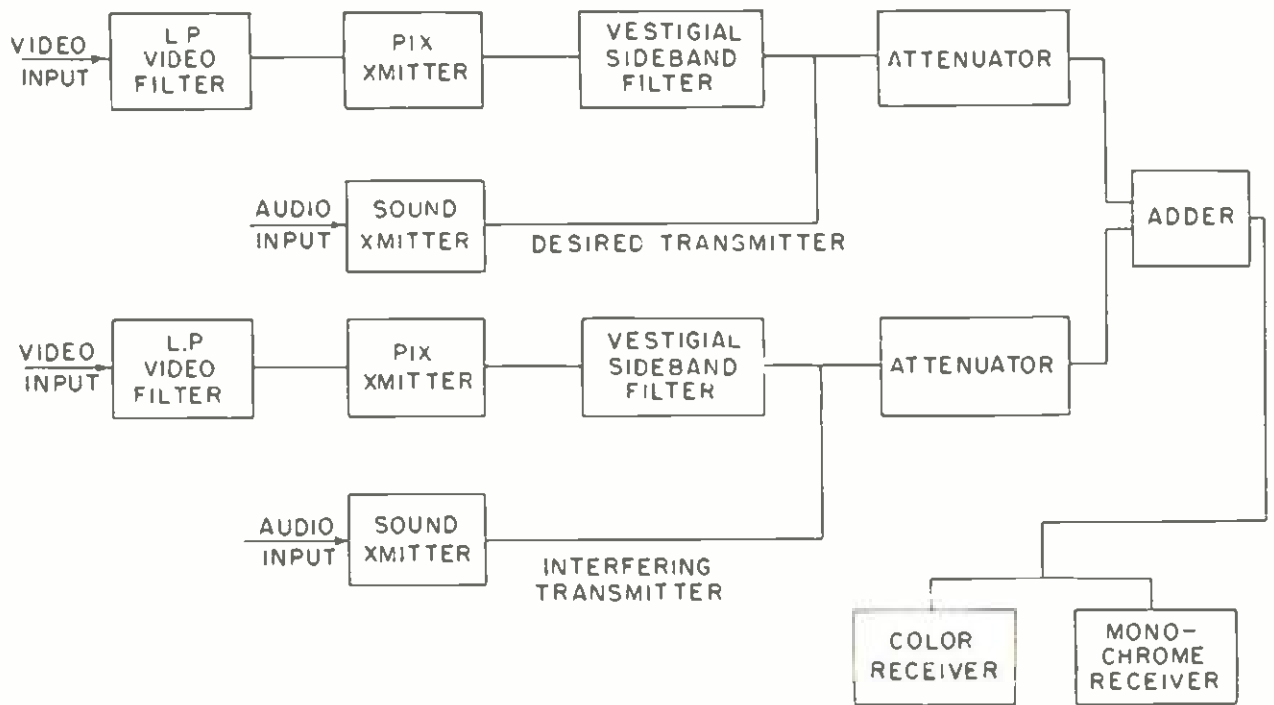 VIDEO
INPUT
L P
VIDEO
FILTER
PIX
XMITTER
VESTIGIAL
SIDEBAND
FILTER
ATTENUATOR
AUDIO
INPUT
SOUND
XMITTER
DESIRED TRANSMITTER
ADDER
VIDEO
INPUT
L.P
VIDEO
FILTER
PIX
XMITTER
VESTIGIAL
SIDEBAND
FILTER
ATTENUATOR
AUDIO
INPUT
SOUND
XMITTER
INTERFERING
TRANSMITTER
COLOR
RECEIVER
MONO-
CHROME
RECEIVER